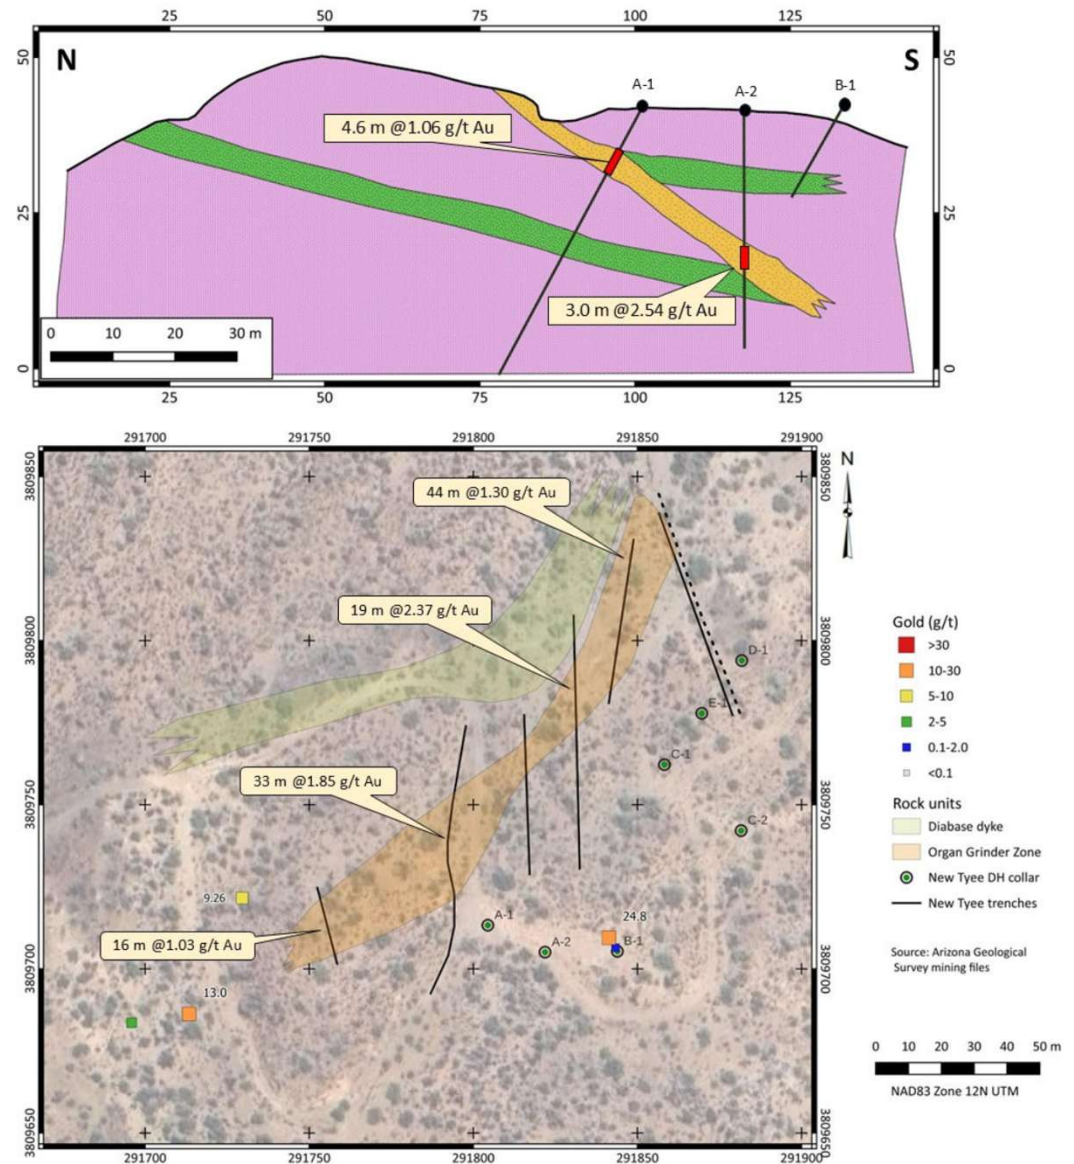 25 50 75 100 125
50 N S 50
A-1 A-2 B-1
4.6 m @1.06 g/t Au
25 25
3.0 m @2.54 g/t Au
0 10 20 30 m
0 0
25 50 75 100 125
291700 291750 291800 291850 291900
3809850 3809850
N
44 m @1.30 g/t Au
19 m @2.37 g/t Au
3809800 3809800
D-1
E-1
C-1
33 m @1.85 g/t Au
3809750 3809750
C-2
9.26
24.8
A-1
B-1
A-2
16 m @1.03 g/t Au
3809700 3809700
13.0
3809650 3809650
291700 291750 291800 291850 291900
Gold (g/t)
>30
10-30
5-10
2-5
0.1-2.0
<0.1
Rock units
Diabase dyke
Organ Grinder Zone
New Tyee DH collar
New Tyee trenches
Source: Arizona Geological
Survey mining files
0 10 20 30 40 50 m
NAD83 Zone 12N UTM